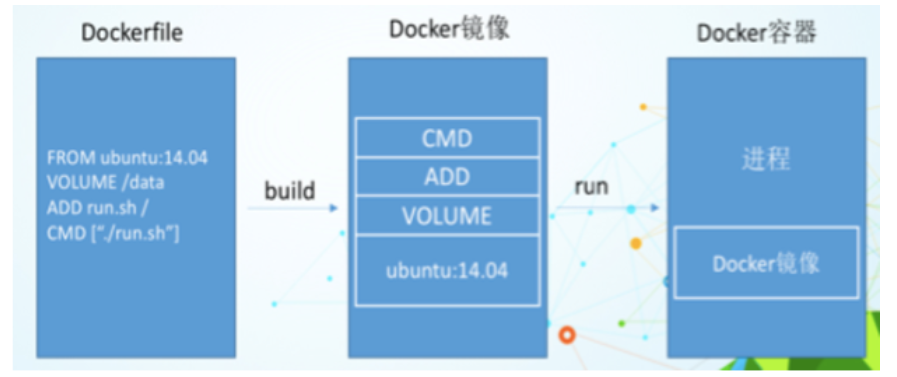 Dockerfile
FROM ubuntu:14.04
VOLUME /data
ADD run.sh /
CMD ["./run.sh"]
build
Docker镜像
CMD
ADD
VOLUME
ubuntu:14.04
run
Docker容器
进程
Docker镜像